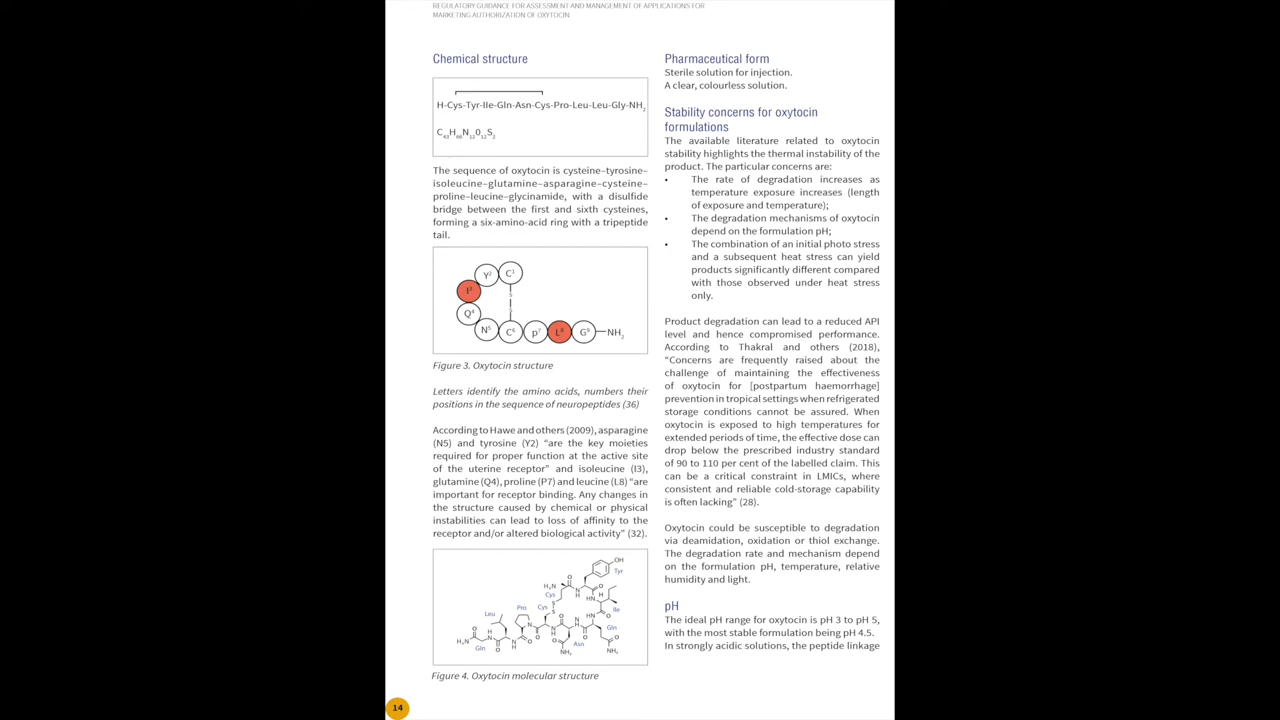 REGULATORY GUIDANCE FOR ASSESSMENT AND MANAGEMENT OF APPLICATIONS FOR
MARKETING AUTHORIZATION OF OXYTOCIN
Chemical structure
H-Cys-Tyr-Ile-Gln-Asn-Cys-Pro-Leu-Leu-Gly-NH2
C43H66N12O12S2
The sequence of oxytocin is cysteine–tyrosine–
isoleucine–glutamine–asparagine–cysteine–
proline–leucine–glycinamide, with a disulfide
bridge between the first and sixth cysteines,
forming a six-amino-acid ring with a tripeptide
tail.
Y2 C1
I3
S
Q4
S
N5 C6 p7 L8 G9 NH2
Figure 3. Oxytocin structure
Letters identify the amino acids, numbers their
positions in the sequence of neuropeptides (36)
According to Hawe and others (2009), asparagine
(N5) and tyrosine (Y2) “are the key moieties
required for proper function at the active site
of the uterine receptor” and isoleucine (I3),
glutamine (Q4), proline (P7) and leucine (L8) “are
important for receptor binding. Any changes in
the structure caused by chemical or physical
instabilities can lead to loss of affinity to the
receptor and/or altered biological activity” (32).
OH
Tyr
H2N
O
Cys
N
H
O
HN
H
Ile
S
S
Cys
Pro
Leu
O
HN
Gln
O
H2N
Gln
Asn
NH2
NH2
Figure 4. Oxytocin molecular structure
14
Pharmaceutical form
Sterile solution for injection.
A clear, colourless solution.
Stability concerns for oxytocin
formulations
The available literature related to oxytocin
stability highlights the thermal instability of the
product. The particular concerns are:
• The rate of degradation increases as
temperature exposure increases (length
of exposure and temperature);
• The degradation mechanisms of oxytocin
depend on the formulation pH;
• The combination of an initial photo stress
and a subsequent heat stress can yield
products significantly different compared
with those observed under heat stress
only.
Product degradation can lead to a reduced API
level and hence compromised performance.
According to Thakral and others (2018),
“Concerns are frequently raised about the
challenge of maintaining the effectiveness
of oxytocin for [postpartum haemorrhage]
prevention in tropical settings when refrigerated
storage conditions cannot be assured. When
oxytocin is exposed to high temperatures for
extended periods of time, the effective dose can
drop below the prescribed industry standard
of 90 to 110 per cent of the labelled claim. This
can be a critical constraint in LMICs, where
consistent and reliable cold-storage capability
is often lacking” (28).
Oxytocin could be susceptible to degradation
via deamidation, oxidation or thiol exchange.
The degradation rate and mechanism depend
on the formulation pH, temperature, relative
humidity and light.
pH
The ideal pH range for oxytocin is pH 3 to pH 5,
with the most stable formulation being pH 4.5.
In strongly acidic solutions, the peptide linkage